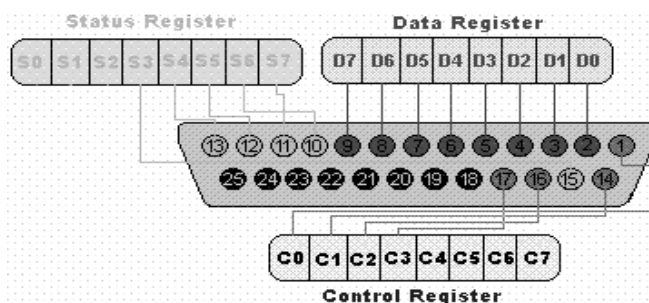 Status Register Data Register
S0 S1 S2 S3 S4 S5 S6 S7 D7 D6 D5 D4 D3 D2 D1 D0
13 12 11 10 9 8 7 6 5 4 3 2 1
25 24 23 22 21 20 19 18 17 16 15 14
C0 C1 C2 C3 C4 C5 C6 C7
Control Register